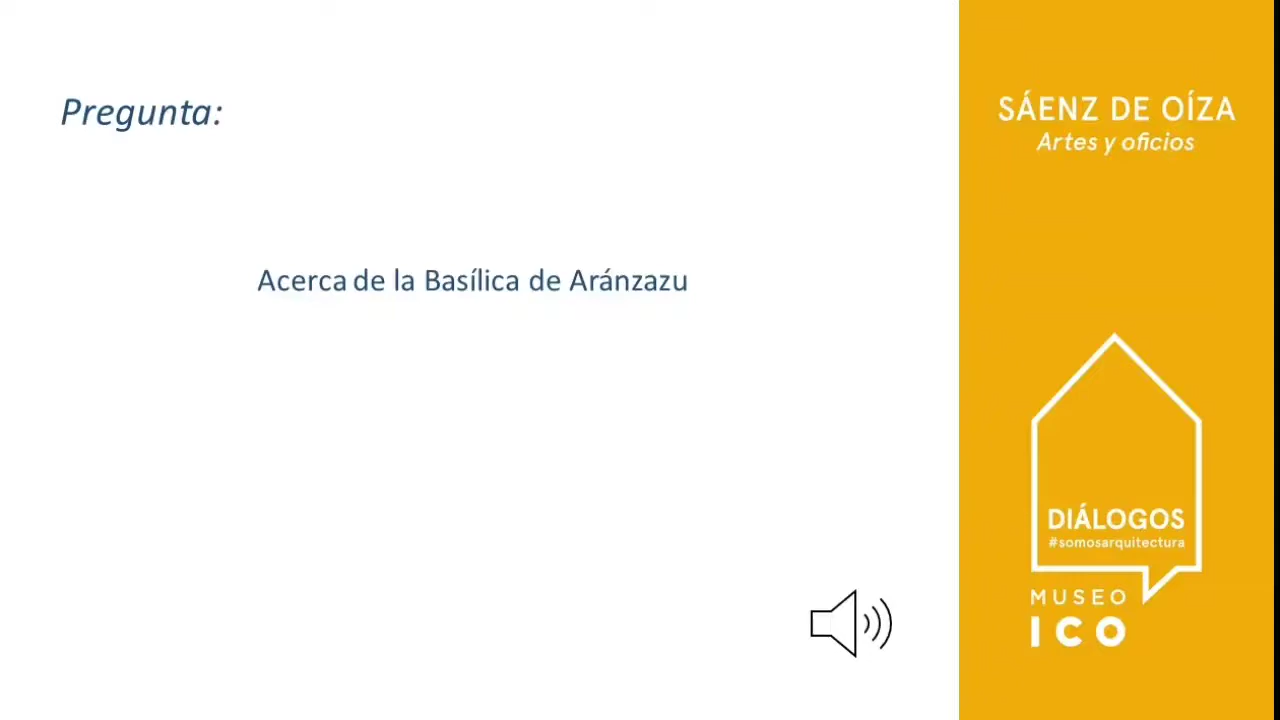 Pregunta:
Acerca de la Basílica de Aránzazu
SÁENZ DE OÍZA
Artes y oficios
DIÁLOGOS
#somosarquitectura
MUSEO
ICO